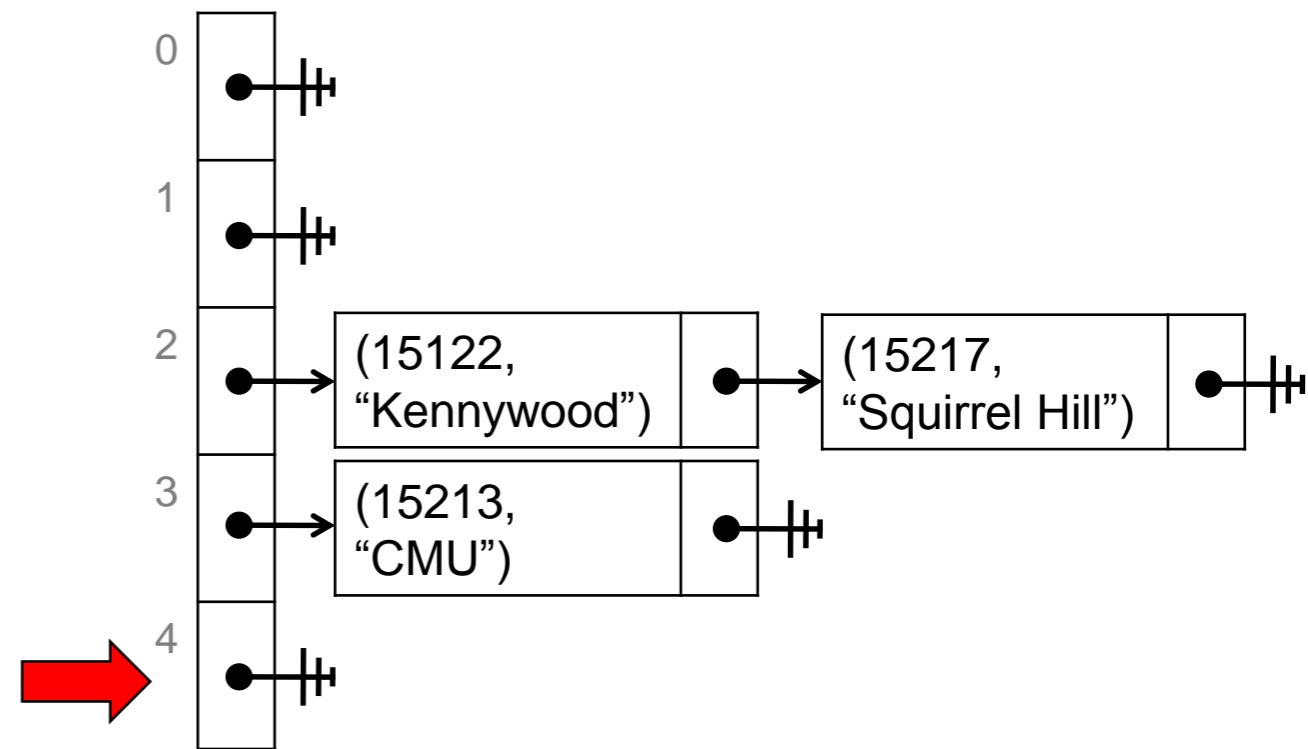 0
1
2
(15122,
“Kennywood”)
(15217,
“Squirrel Hill”)
3
(15213,
“CMU”)
4